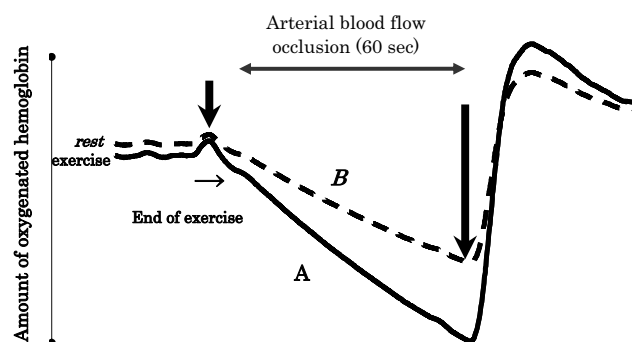 Arterial blood flow
occlusion (60 sec)
Amount of oxygenated hemoglobin
rest
exercise
B
End of exercise
A